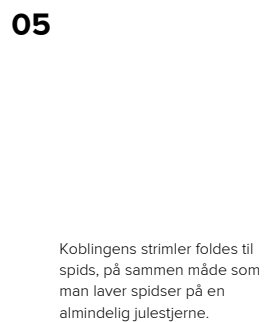 05
Koblingens strimler foldes til
spids, på sammen måde som
man laver spidser på en
almindelig julestjerne.